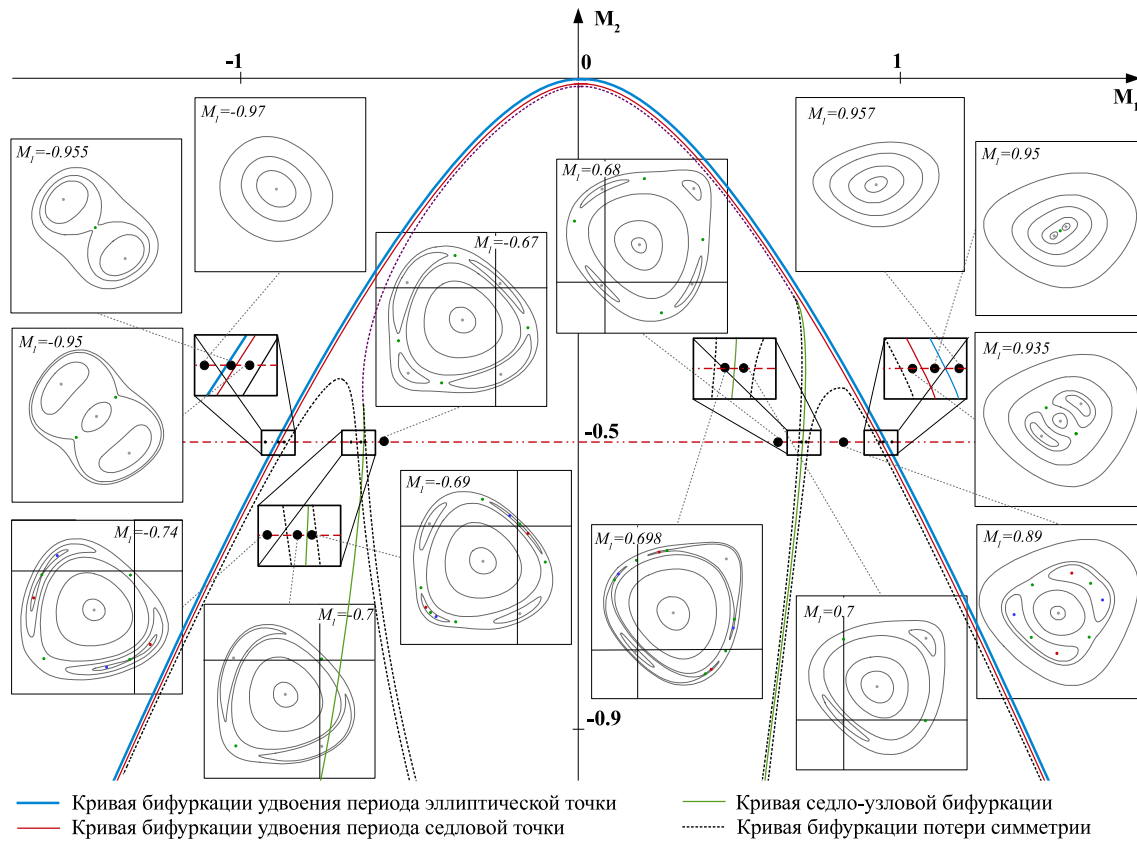 M₂
-1
0
1
M₁
M₁=-0.97
0.957
M₁=-0.955
M₁=0.68
M₁=0.95
M₁=-0.67
M₁=-0.95
M₁=0.935
-0.5
M₁=-0.69
M₁=-0.74
M₁=0.698
M₁=0.89
M₁=-0.7
M₁=0.7
-0.9
Кривая бифуркации удвоения периода эллиптической точки
Кривая седло-узловой бифуркации
Кривая бифуркации удвоения периода седловой точки
Кривая бифуркации потери симметрии